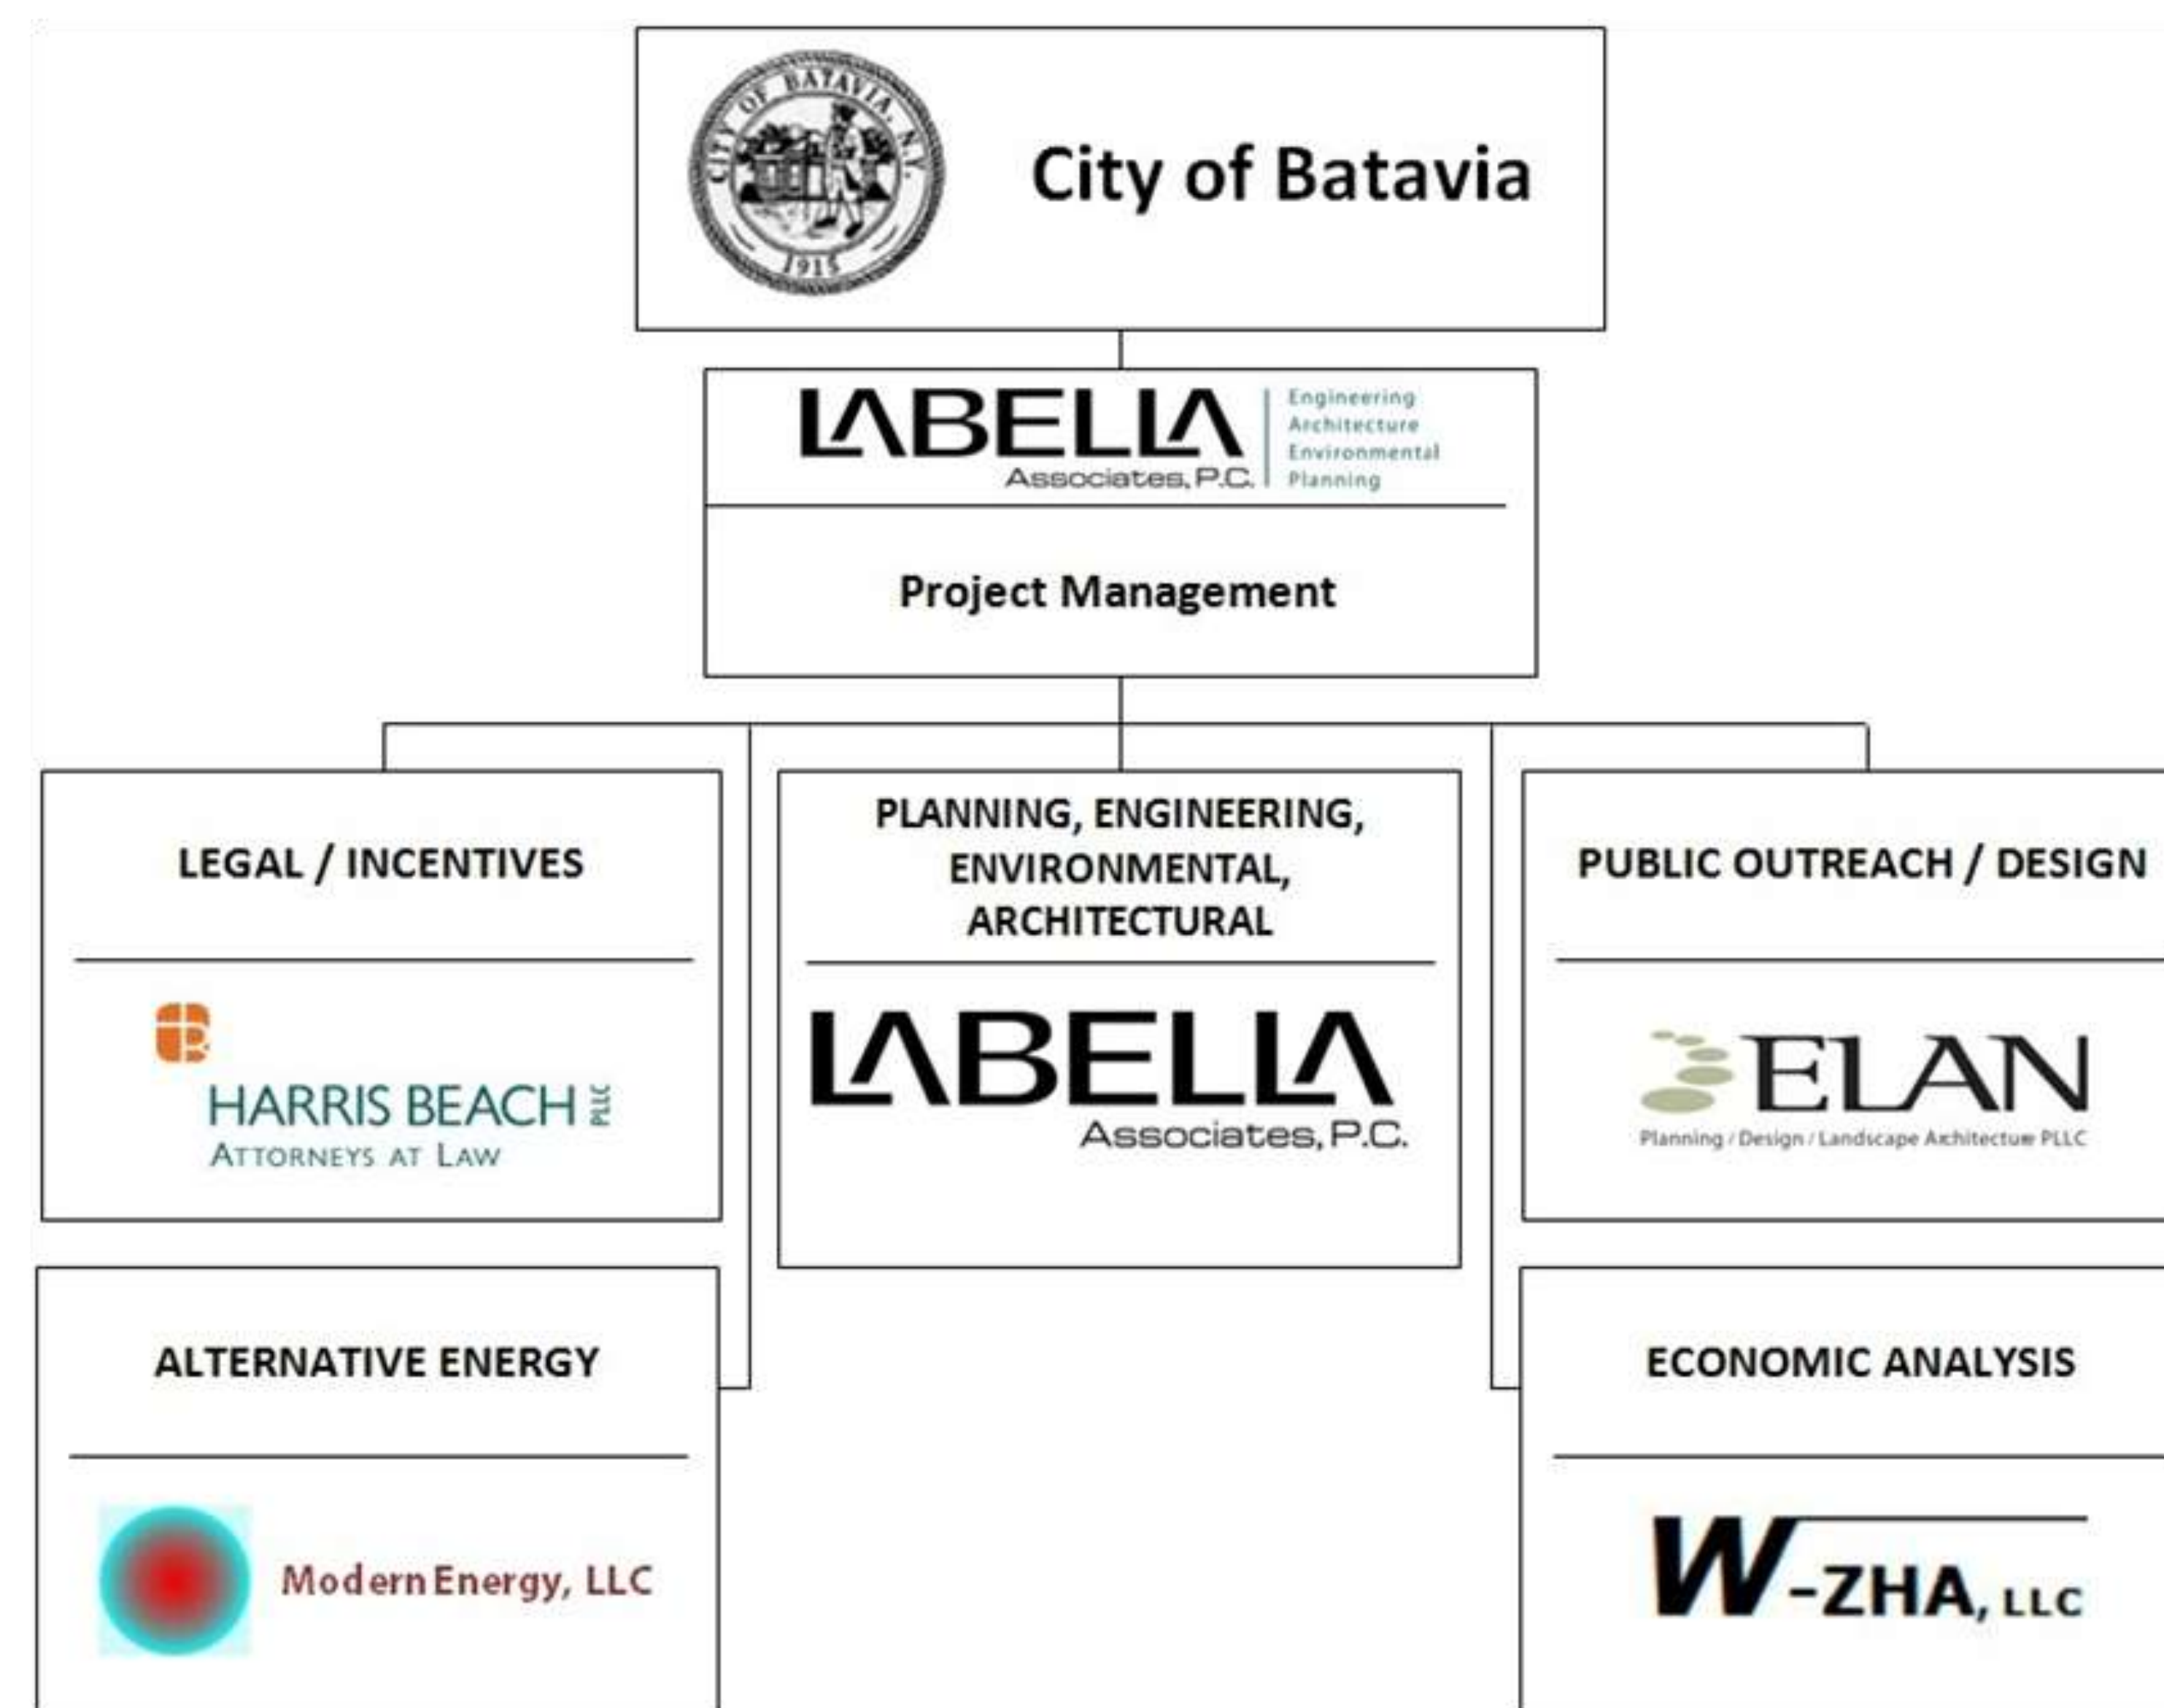 CITY OF BATAVIA, N.Y.
1915
City of Batavia
LABELLA
Associates, P.C.
Engineering
Architecture
Environmental
Planning
Project Management
LEGAL / INCENTIVES
HARRIS BEACH PLLC
ATTORNEYS AT LAW
PLANNING, ENGINEERING,
ENVIRONMENTAL,
ARCHITECTURAL
LABELLA
Associates, P.C.
PUBLIC OUTREACH / DESIGN
ELAN
Planning / Design / Landscape Architecture PLLC
ALTERNATIVE ENERGY
Modern Energy, LLC
ECONOMIC ANALYSIS
W-ZHA, LLC